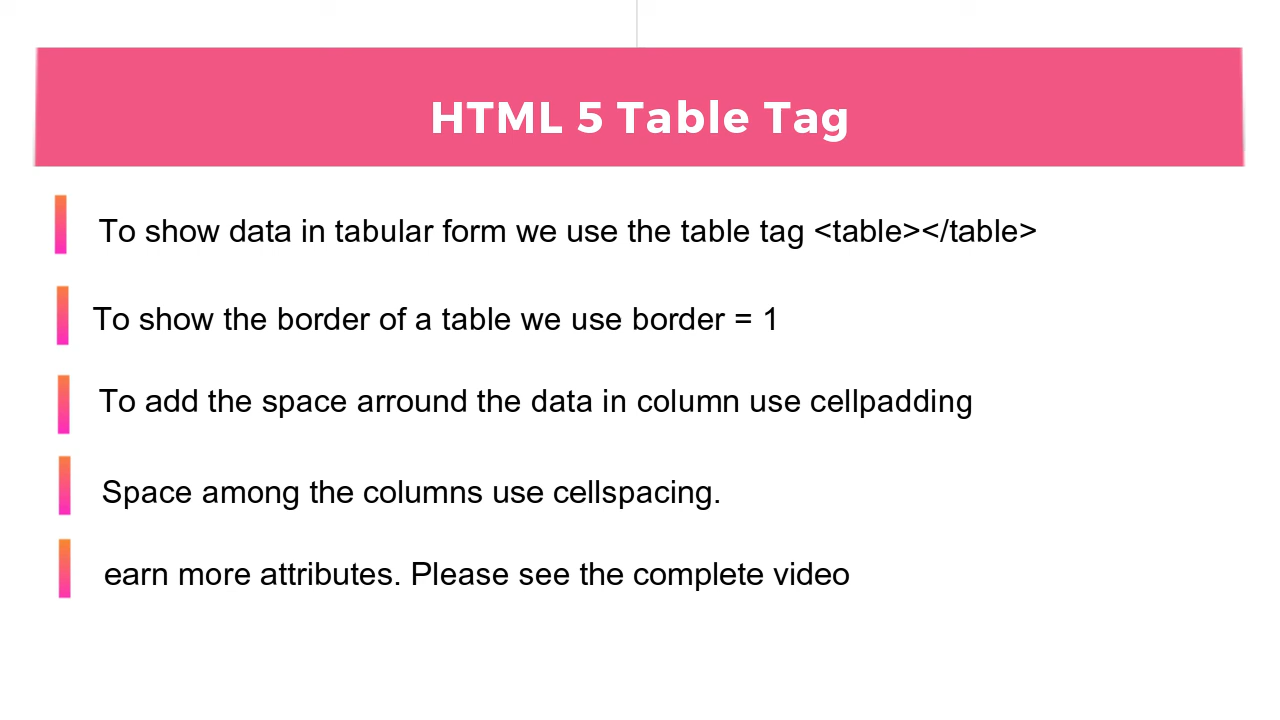 HTML 5 Table Tag
To show data in tabular form we use the table tag <table></table>
To show the border of a table we use border = 1
To add the space arround the data in column use cellpadding
Space among the columns use cellspacing.
earn more attributes. Please see the complete video